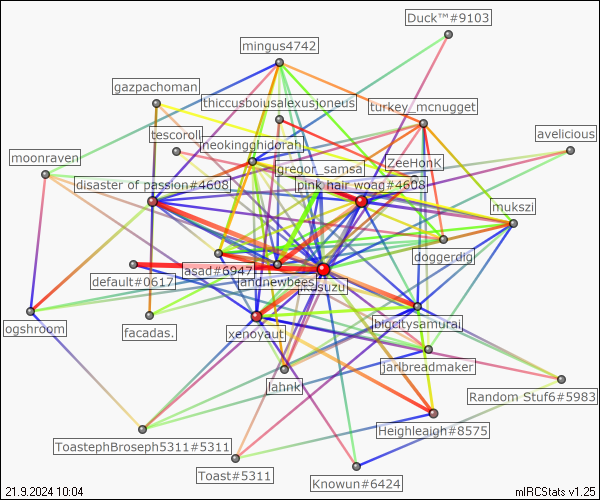 Duck™#9103
mingus4742
gazpachoman
thiccusboiusalexusjoneus
turkey_mcnugget
tescoroll
avelicious
neokingghidorah
moonraven
ZeeHonK
gregor_samsa
disaster of passion#4608
pink hair woag#4608
mukszi
doggerdig
asad#6947
default#0617
andnewbees
ogshroom
facadas.
bigcitysamurai
xenoyaut
jarlbreadmaker
lahnk
Random Stuf6#5983
Heighleaigh#8575
ToastephBroseph5311#5311
Toast#5311
Knowun#6424
21.9.2024 10:04
mIRCStats v1.25